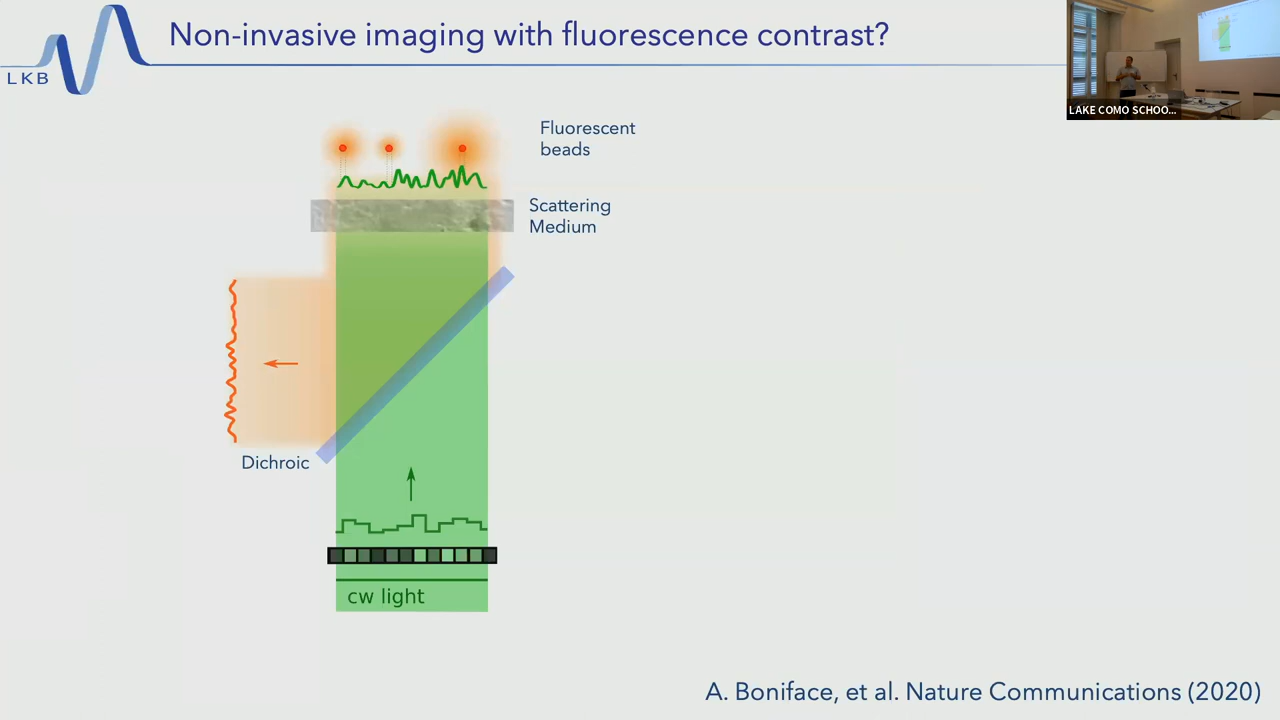 Non-invasive imaging with fluorescence contrast?
LKB
LAKE COMO SCHOO...
Fluorescent
beads
Scattering
Medium
Dichroic
cw light
A. Boniface, et al. Nature Communications (2020)